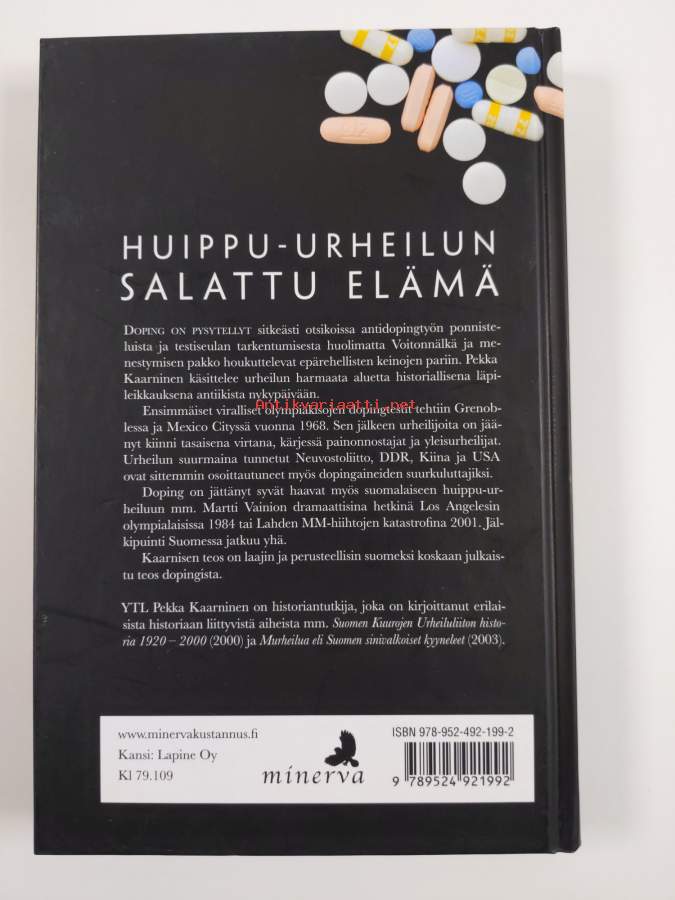 HUIPPU-URHEILUN
SALATTU ELÄMÄ
DOPING ON PYSYTELLYT sitkeästi otsikoissa antidopingtyön ponniste-
luista ja testiseulan tarkentumisesta huolimatta Voitonnälkä ja me-
nestymisen pakko houkuttelevat epärehellisten keinojen pariin. Pekka
Kaarninen käsittelee urheilun harmaata aluetta historiallisena läpi-
leikkauksena antiikista nykypäivään.
Antikvariaatti.net
Ensimmäiset viralliset olympiakisojen dopingtestit tehtiin Grenob-
lessa ja Mexico Cityssä vuonna 1968. Sen jälkeen urheilijoita on jää-
nyt kiinni tasaisena virtana, kärjessä painonnostajat ja yleisurheilijat.
Urheilun suurmaina tunnetut Neuvostoliitto, DDR, Kiina ja USA
ovat sittemmin osoittautuneet myös dopingaineiden suurkuluttajiksi.
Doping on jättänyt syvät haavat myös suomalaiseen huippu-ur-
heiluun mm. Martti Vainion dramaattisina hetkinä Los Angelesin
olympialaisissa 1984 tai Lahden MM-hiihtojen katastrofina 2001. Jäl-
kipuinti Suomessa jatkuu yhä.
Kaarnisen teos on laajin ja perusteellisin suomeksi koskaan julkais-
tu teos dopingista.
YTL Pekka Kaarninen on historiantutkija, joka on kirjoittanut erilai-
sista historiaan liittyvistä aiheista mm. Suomen Kuurojen Urheiluliiton histo-
ria 1920 – 2000 (2000) ja Murheilua eli Suomen sinivalkoiset kyyneleet (2003).
www.minervakustannus.fi
Kansi: Lapine Oy
Kl 79.109
minerva
ISBN 978-952-492-199-2
9 789524 921992